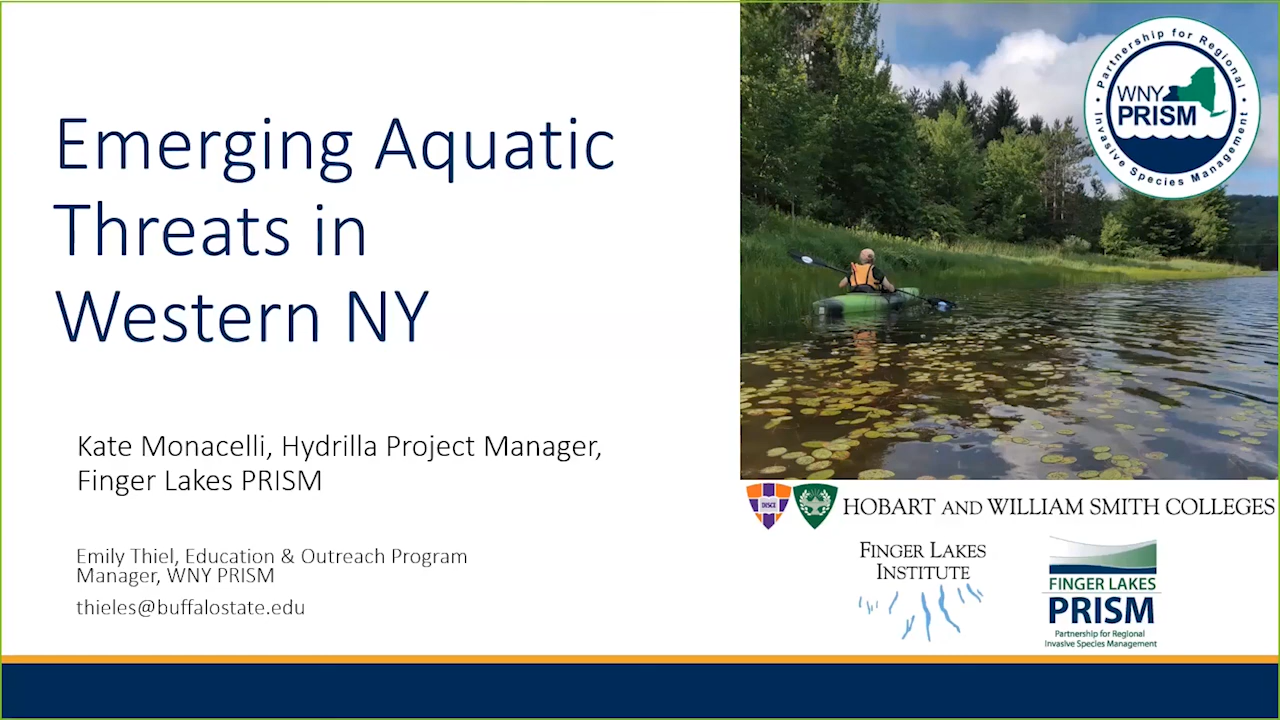 Emerging Aquatic
Threats in
Western NY
Kate Monacelli, Hydrilla Project Manager,
Finger Lakes PRISM
Emily Thiel, Education & Outreach Program
Manager, WNY PRISM
thieles@buffalostate.edu
• Partnership for Regional •
Invasive Species Management
WNY
PRISM
DISCE
HOBART AND WILLIAM SMITH COLLEGES
FINGER LAKES
INSTITUTE
FINGER LAKES
PRISM
Partnership for Regional
Invasive Species Management